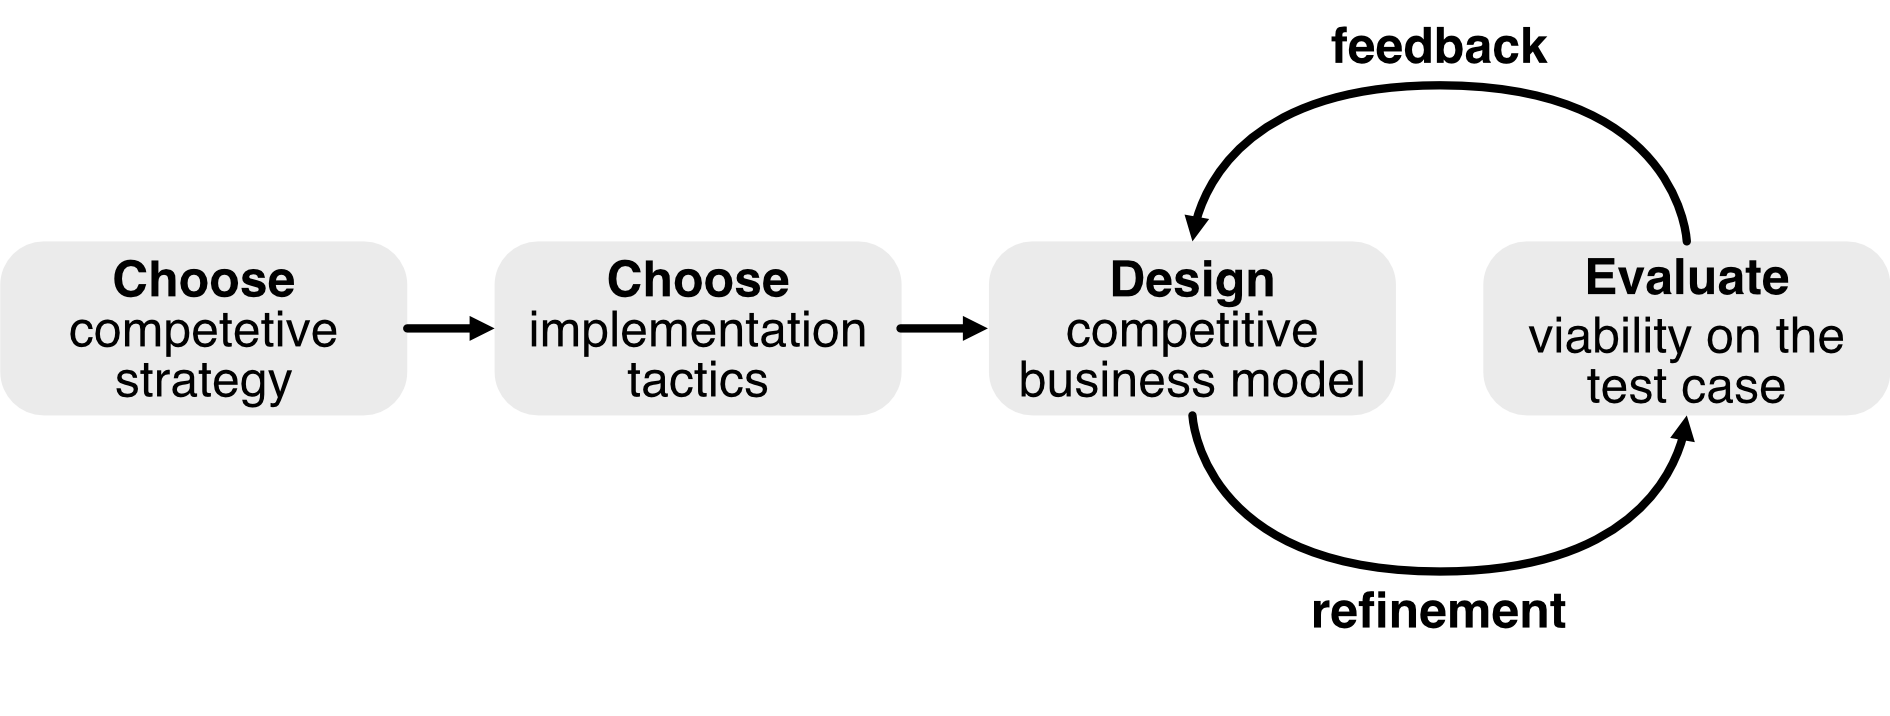 feedback
Choose
competetive
strategy
Choose
implementation
tactics
Design
competitive
business model
Evaluate
viability on the
test case
refinement